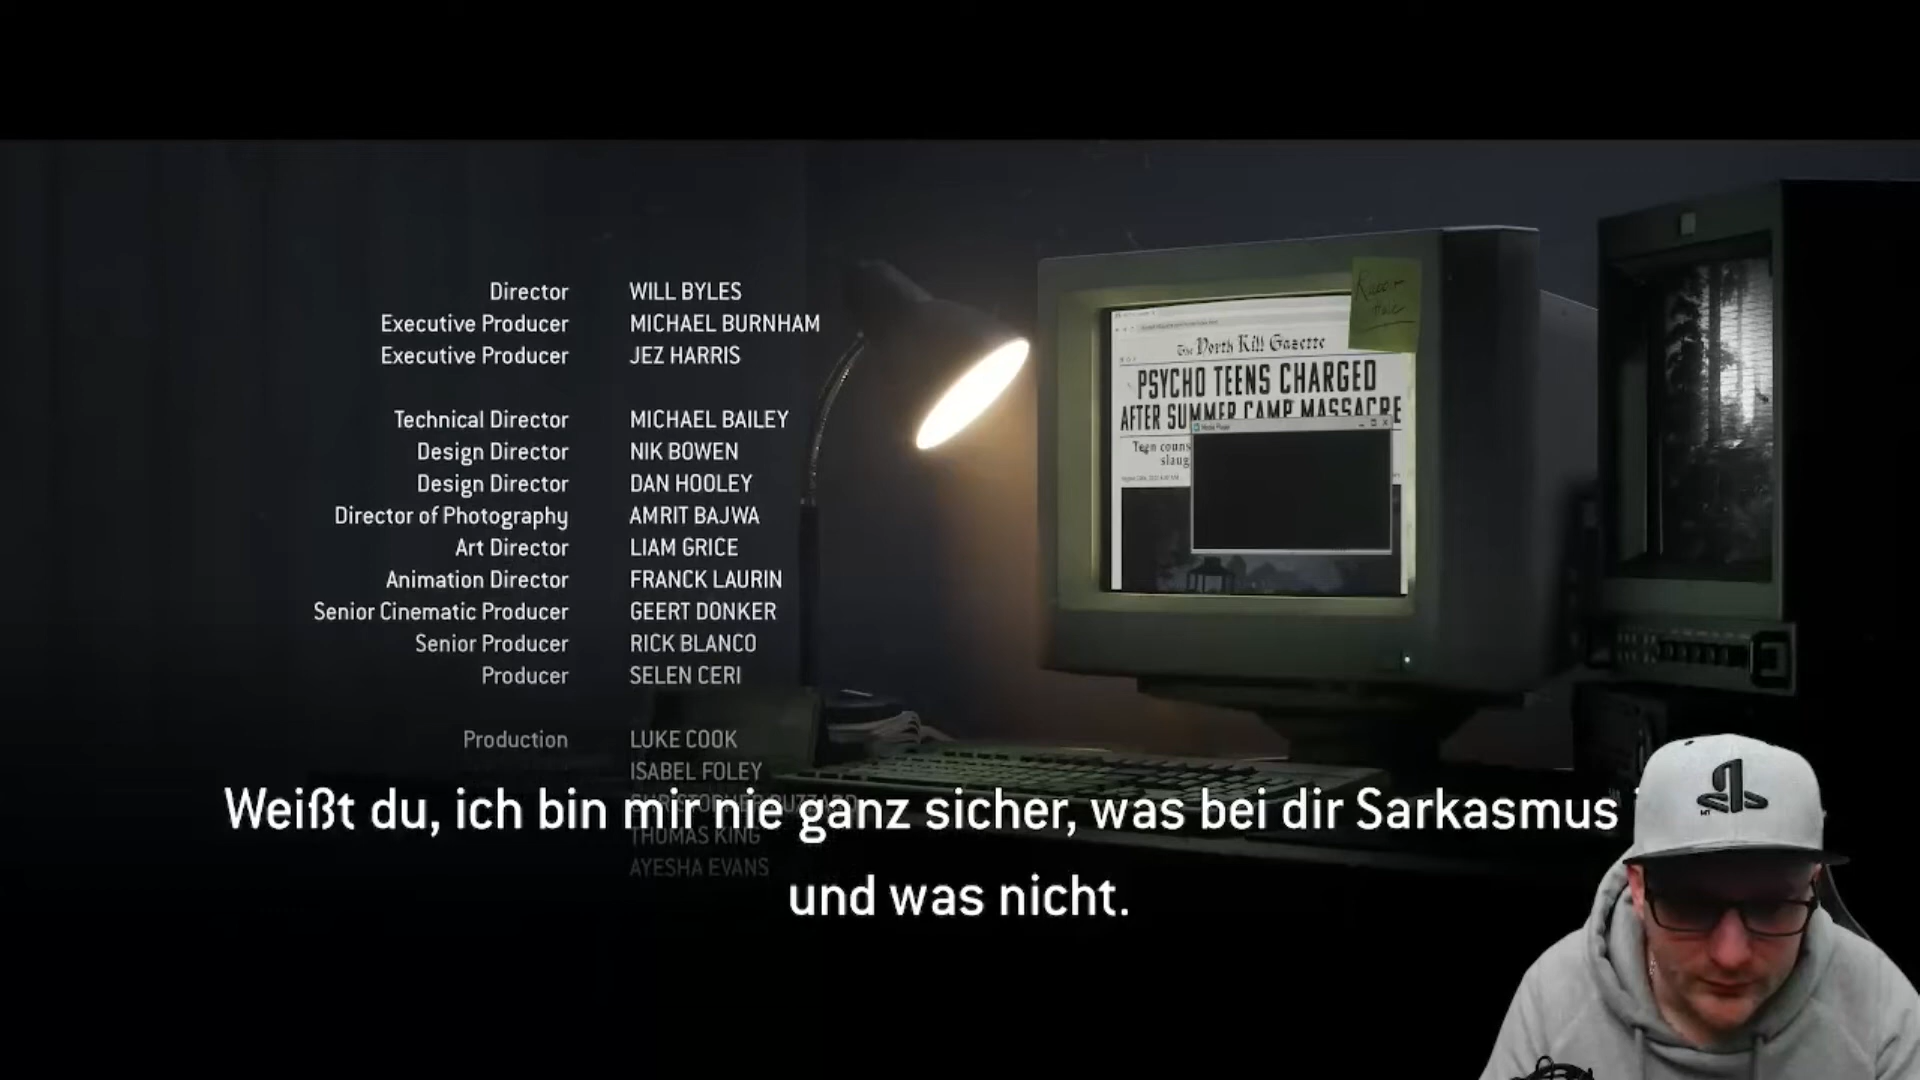 Director WILL BYLES
Executive Producer MICHAEL BURNHAM
Executive Producer JEZ HARRIS
Technical Director MICHAEL BAILEY
Design Director NIK BOWEN
Design Director DAN HOOLEY
Director of Photography AMRIT BAJWA
Art Director LIAM GRICE
Animation Director FRANCK LAURIN
Senior Cinematic Producer GEERT DONKER
Senior Producer RICK BLANCO
Producer SELEN CERI
Production LUKE COOK
ISABEL FOLEY
THOMAS KING
AYESHA EVANS
The North Kill Gazette
PSYCHO TEENS CHARGED
AFTER SUMMER CAMP MASSACRE
Teen couns
slaug
Weißt du, ich bin mir nie ganz sicher, was bei dir Sarkasmus
und was nicht.